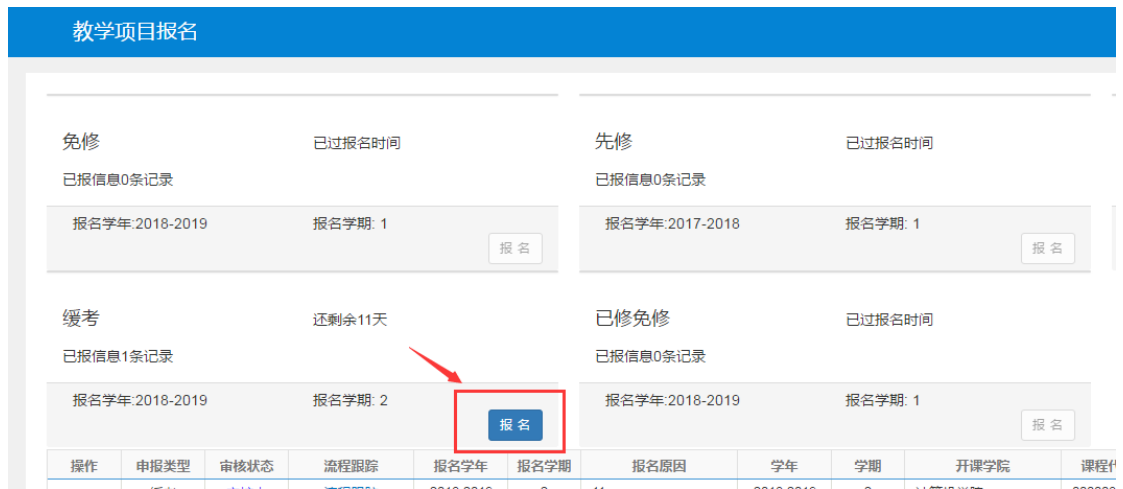 教学项目报名
免修 已过报名时间
已报信息0条记录
报名学年:2018-2019 报名学期: 1
报 名
先修 已过报名时间
已报信息0条记录
报名学年:2017-2018 报名学期: 1
报 名
缓考 还剩余11天
已报信息1条记录
报名学年:2018-2019 报名学期: 2
报 名
已修免修 已过报名时间
已报信息0条记录
报名学年:2018-2019 报名学期: 1
报 名
操作 申报类型 审核状态 流程跟踪 报名学年 报名学期 报名原因 学年 学期 开课学院 课程代